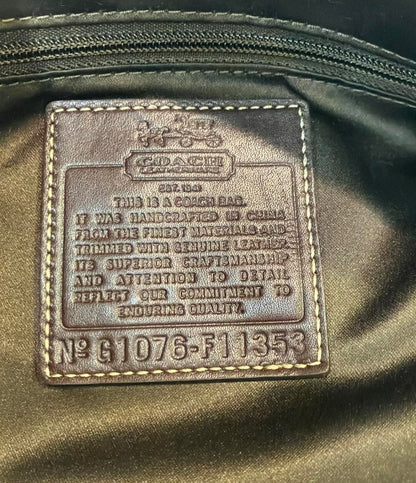 COACH
LEATHERWARE
EST. 1941
THIS IS A COACH BAG.
IT WAS HANDCRAFTED IN CHINA
FROM THE FINEST MATERIALS AND
TRIMMED WITH GENUINE LEATHER.
ITS SUPERIOR CRAFTSMANSHIP
AND ATTENTION TO DETAIL
REFLECT OUR COMMITMENT TO
ENDURING QUALITY.
Nº G1076-F11353